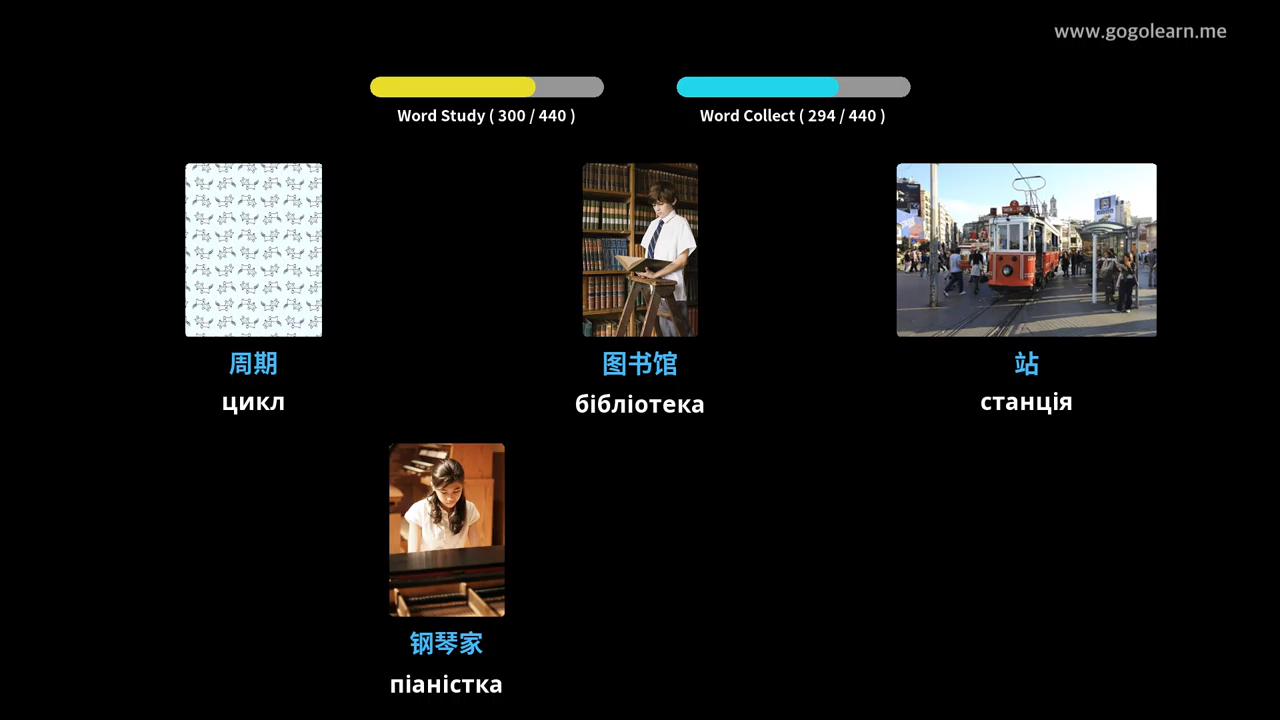 www.gogolearn.me
Word Study ( 300 / 440 )
Word Collect ( 294 / 440 )
周期
цикл
图书馆
бібліотека
站
станція
钢琴家
піаністка